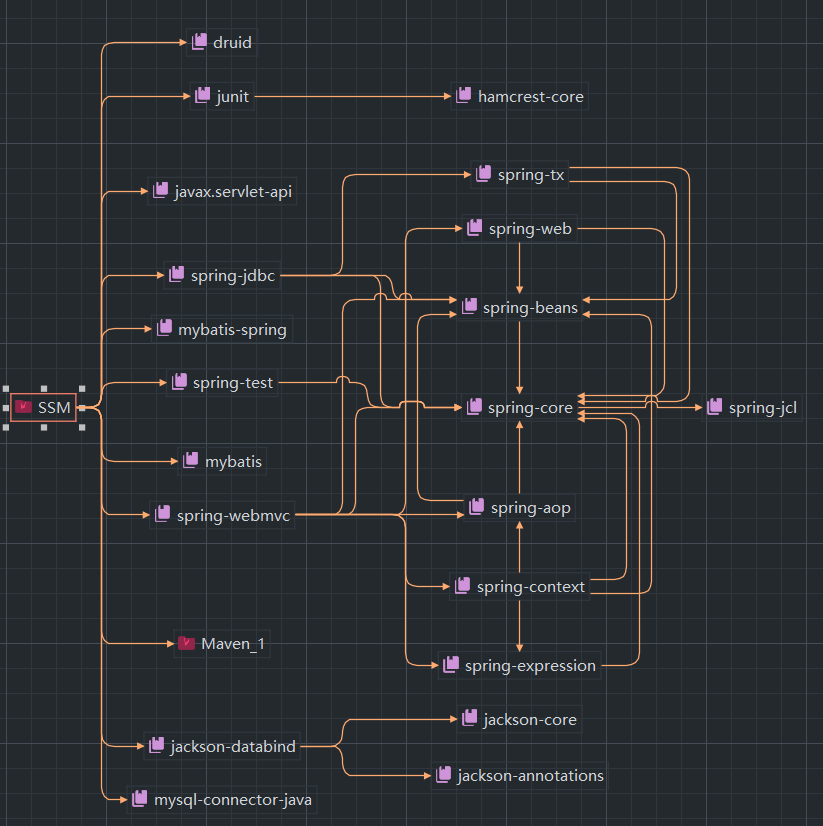 druid
junit
hamcrest-core
spring-tx
javax.servlet-api
spring-web
spring-jdbc
spring-beans
mybatis-spring
spring-test
SSM
spring-core
spring-jcl
mybatis
spring-aop
spring-webmvc
spring-context
Maven_1
spring-expression
jackson-core
jackson-databind
jackson-annotations
mysql-connector-java